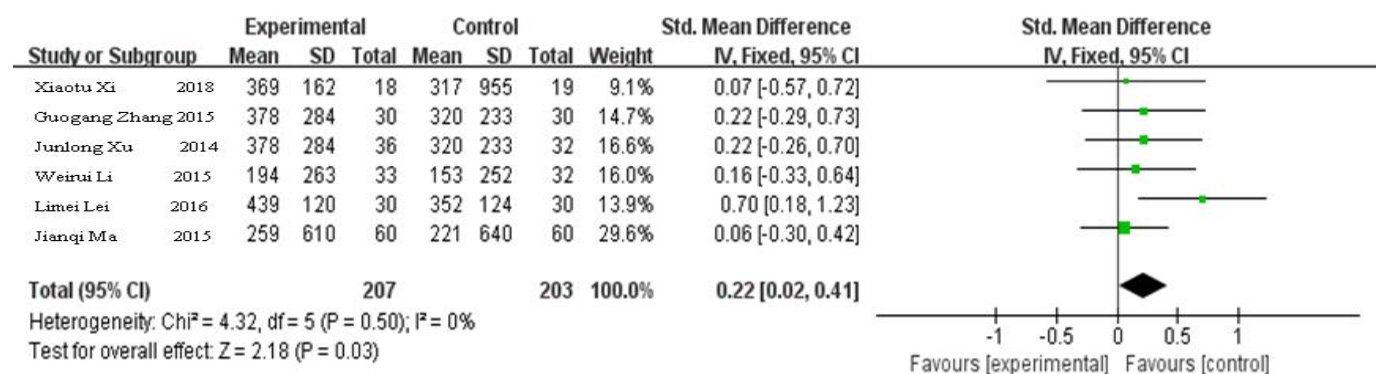 Experimental Control Std. Mean Difference Std. Mean Difference
Study or Subgroup Mean SD Total Mean SD Total Weight IV, Fixed, 95% CI IV, Fixed, 95% CI
Xiaotu Xi 2018 369 162 18 317 955 19 9.1% 0.07 [-0.57, 0.72]
Guogang Zhang 2015 378 284 30 320 233 30 14.7% 0.22 [-0.29, 0.73]
Junlong Xu 2014 378 284 36 320 233 32 16.6% 0.22 [-0.26, 0.70]
Weirui Li 2015 194 263 33 153 252 32 16.0% 0.16 [-0.33, 0.64]
Limei Lei 2016 439 120 30 352 124 30 13.9% 0.70 [0.18, 1.23]
Jianqi Ma 2015 259 610 60 221 640 60 29.6% 0.06 [-0.30, 0.42]
Total (95% CI) 207 203 100.0% 0.22 [0.02, 0.41]
Heterogeneity: Chi² = 4.32, df = 5 (P = 0.50); I² = 0%
Test for overall effect: Z = 2.18 (P = 0.03)
-1 -0.5 0 0.5 1
Favours [experimental] Favours [control]